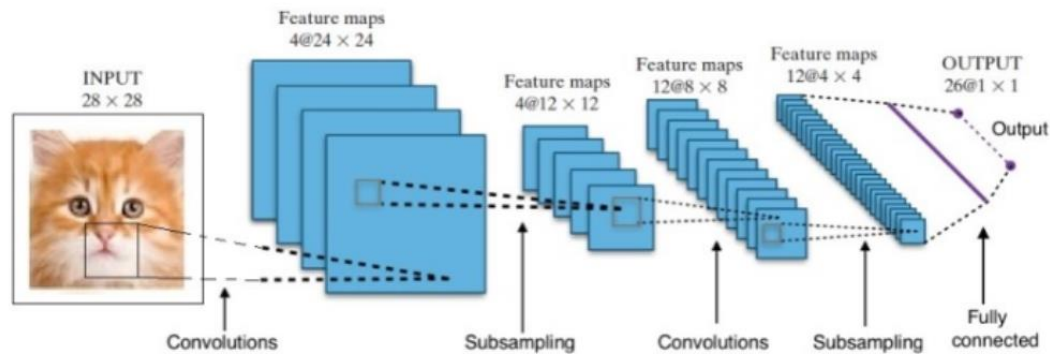 INPUT
28 × 28
Feature maps
4@24 × 24
Feature maps
4@12 × 12
Feature maps
12@8 × 8
Feature maps
12@4 × 4
OUTPUT
26@1 × 1
Output
Convolutions
Subsampling
Convolutions
Subsampling
Fully
connected